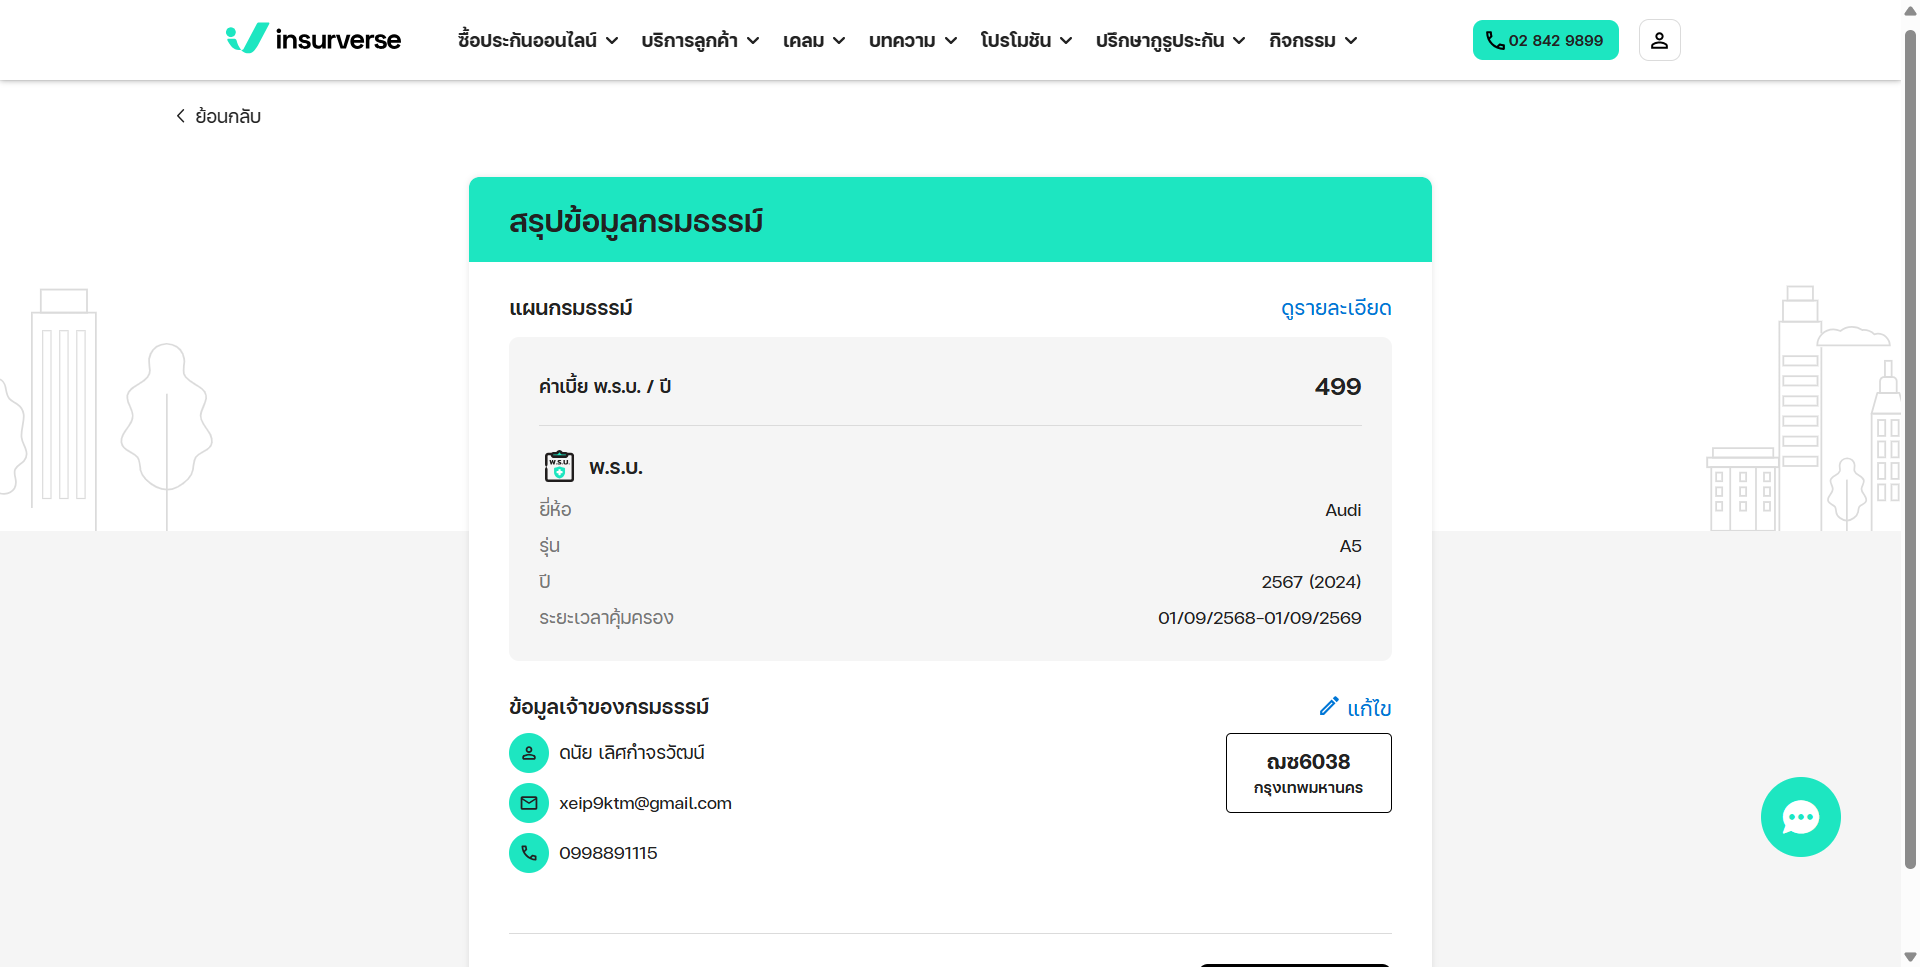 insurverse
ซื้อประกันออนไลน์ บริการลูกค้า เคลม บทความ โปรโมชัน ปรึกษากูรูประกัน กิจกรรม
02 842 9899
ย้อนกลับ
สรุปข้อมูลกรมธรรม์
แผนกรมธรรม์ ดูรายละเอียด
ค่าเบี้ย พ.ร.บ. / ปี 499
พ.ร.บ. พ.ร.บ.
ยี่ห้อ Audi
รุ่น A5
ปี 2567 (2024)
ระยะเวลาคุ้มครอง 01/09/2568-01/09/2569
ข้อมูลเจ้าของกรมธรรม์ แก้ไข
ดนัย เลิศกำจรวัฒน์
ฌซ6038
กรุงเทพมหานคร
xeip9ktm@gmail.com
0998891115